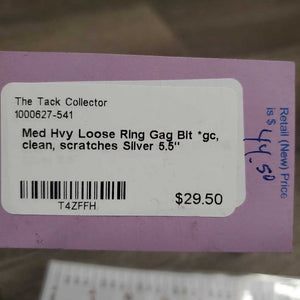 The Tack Collector
1000627-541
Med Hvy Loose Ring Gag Bit *gc,
clean, scratches Silver 5.5"
$29.50
T4ZFFH
Retail (New) Price
is $ 44.50